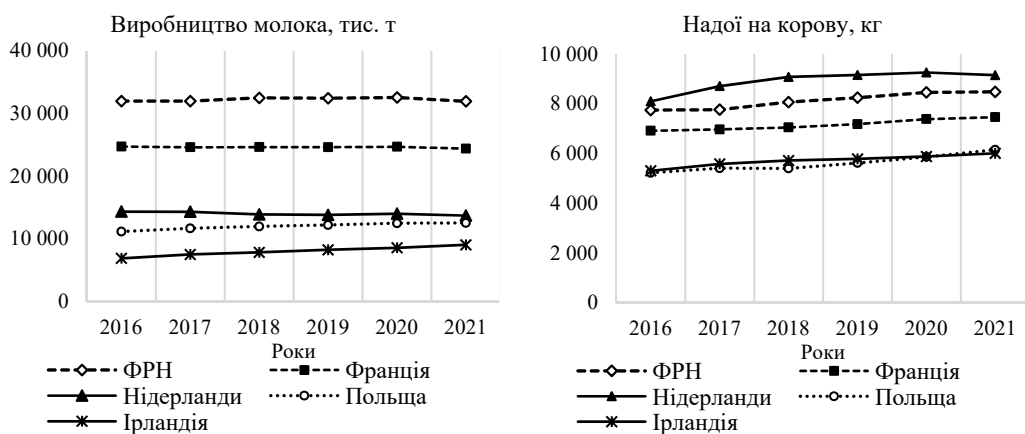 Виробництво молока, тис. т
40 000
30 000
20 000
10 000
0
2016 2017 2018 2019 2020 2021
Надої на корову, кг
10 000
8 000
6 000
4 000
2 000
0
2016 2017 2018 2019 2020 2021
Роки
ФРН Франція
Нідерланди Польща
Ірландія
Роки
ФРН Франція
Нідерланди Польща
Ірландія